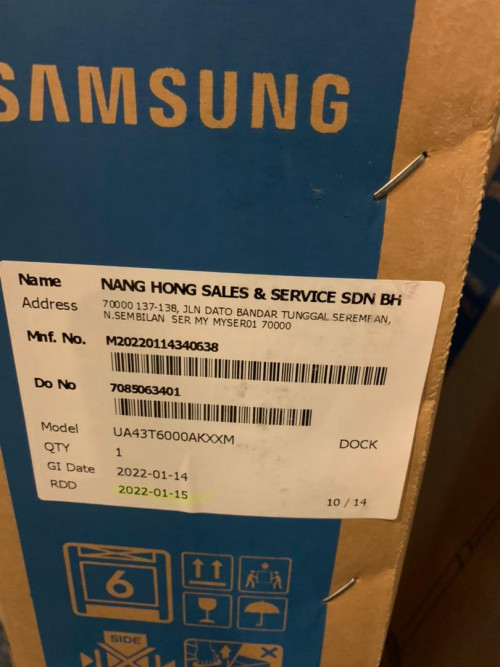 SAMSUNG
Name NANG HONG SALES & SERVICE SDN BH
Address 70000 137-138, JLN DATO BANDAR TUNGGAL SEREMBAN,
N.SEMBILAN SER MY MYSER01 70000
Mnf. No. M20220114340638
Do No 7085063401
Model UA43T6000AKXXM DOCK
QTY 1
GI Date 2022-01-14
RDD 2022-01-15
10 / 14
6
SIDE